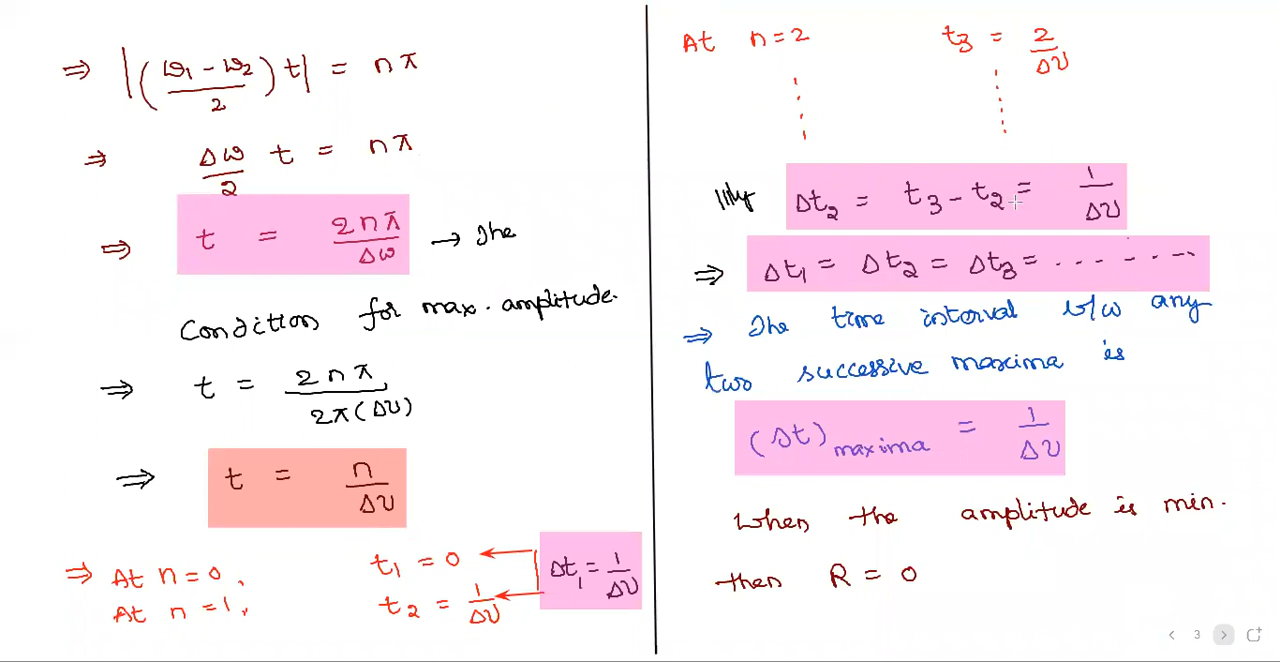 ⇒ |((ω₁ - ω₂)/2) t| = nπ
⇒ Δω/2 t = nπ
⇒ t = 2nπ/Δω → The
Condition for max. amplitude.
⇒ t = 2nπ/2π(Δν)
⇒ t = n/Δν
⇒ At n = 0, t₁ = 0
At n = 1, t₂ = 1/Δν
Δt₁ = 1/Δν
At n = 2 t₃ = 2/Δν
lllly Δt₂ = t₃ - t₂ = 1/Δν
⇒ Δt₁ = Δt₂ = Δt₃ = .........
⇒ The time interval b/w any
two successive maxima is
(Δt)maxima = 1/Δν
When the amplitude is min.
then R = 0
3